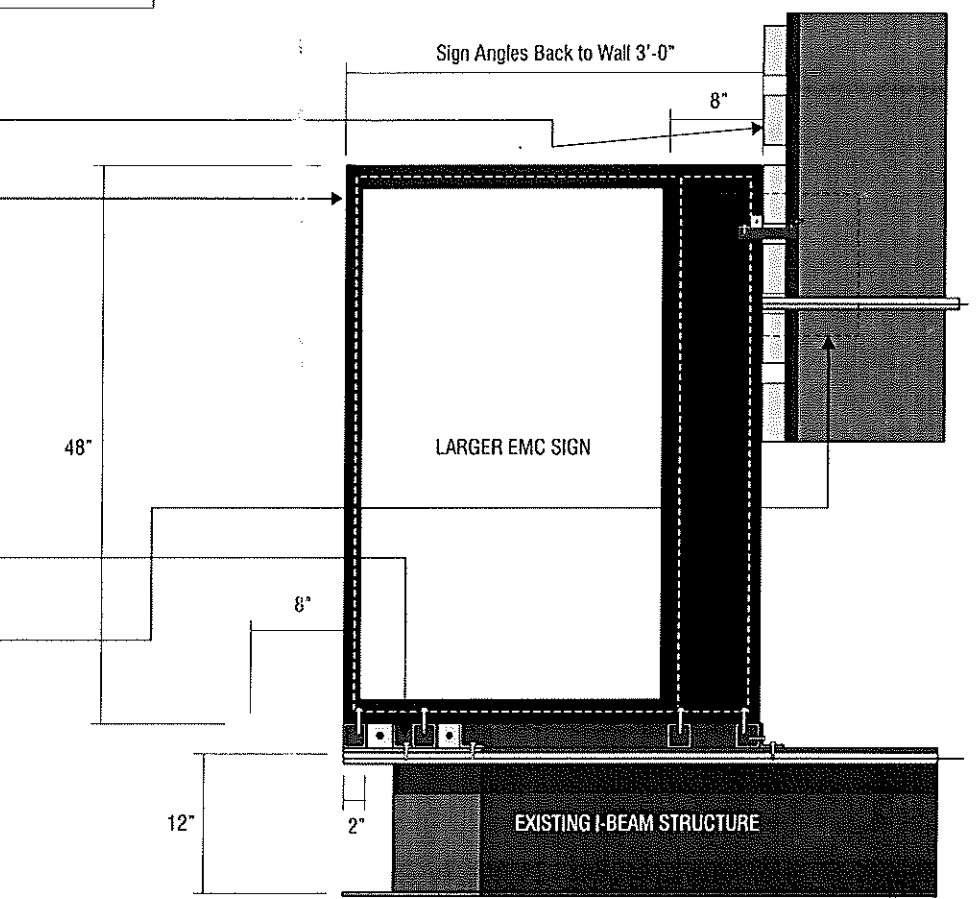 Sign Angles Back to Wall 3'-0"
8"
48"
LARGER EMC SIGN
8"
12"
2"
EXISTING I-BEAM STRUCTURE